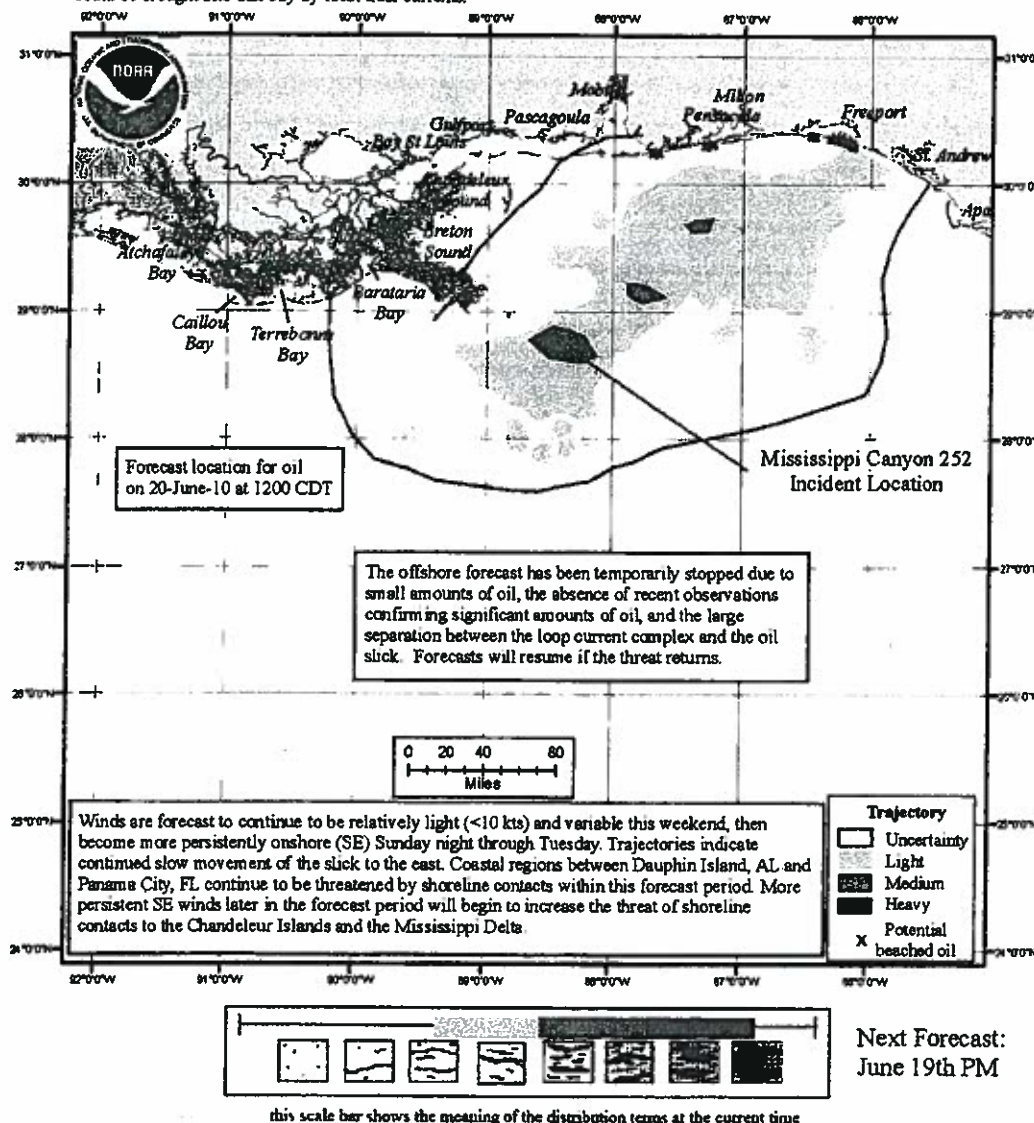 NOAA
Mobile
Milton
Freeport
Pascagoula
Pensacola
Gulfport
Bay St Louis
St. Andrew
Chandeleur
Sound
Apa
Breton
Sound
Atchafalaya
Bay
Barataria
Bay
Caillou
Bay
Terrebonne
Bay
Forecast location for oil
on 20-June-10 at 1200 CDT
Mississippi Canyon 252
Incident Location
The offshore forecast has been temporarily stopped due to
small amounts of oil, the absence of recent observations
confirming significant amounts of oil, and the large
separation between the loop current complex and the oil
slick. Forecasts will resume if the threat returns.
0 20 40 80
Miles
Winds are forecast to continue to be relatively light (<10 kts) and variable this weekend, then
become more persistently onshore (SE) Sunday night through Tuesday. Trajectories indicate
continued slow movement of the slick to the east. Coastal regions between Dauphin Island, AL and
Panama City, FL continue to be threatened by shoreline contacts within this forecast period. More
persistent SE winds later in the forecast period will begin to increase the threat of shoreline
contacts to the Chandeleur Islands and the Mississippi Delta.
Trajectory
Uncertainty
Light
Medium
Heavy
x Potential
beached oil
Next Forecast:
June 19th PM
this scale bar shows the meaning of the distribution terms at the current time